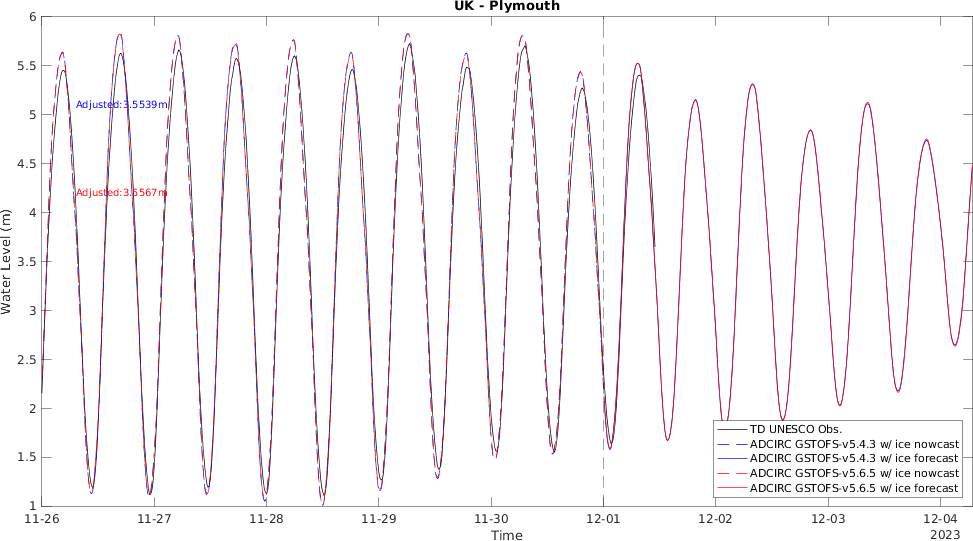 UK - Plymouth
6
5.5
5
4.5
4
3.5
3
2.5
2
1.5
1
Water Level (m)
Adjusted:3.5539m
Adjusted:3.5567m
TD UNESCO Obs.
ADCIRC GSTOFS-v5.4.3 w/ ice nowcast
ADCIRC GSTOFS-v5.4.3 w/ ice forecast
ADCIRC GSTOFS-v5.6.5 w/ ice nowcast
ADCIRC GSTOFS-v5.6.5 w/ ice forecast
11-26 11-27 11-28 11-29 11-30 12-01 12-02 12-03 12-04
Time
2023